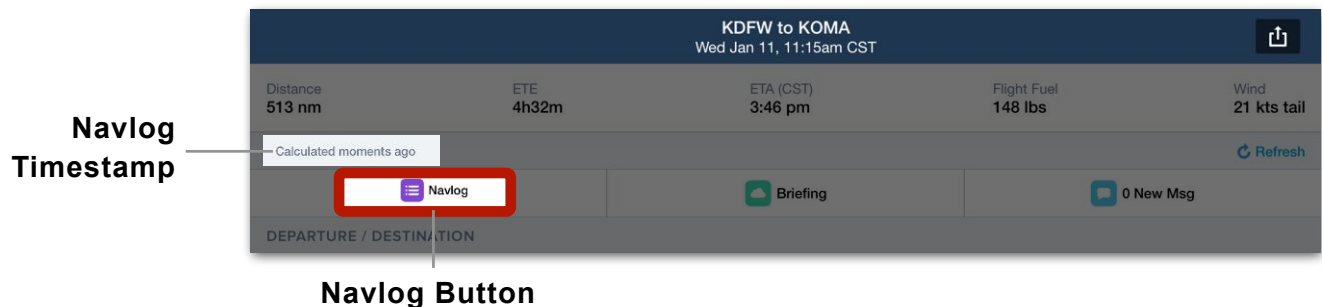 KDFW to KOMA
Wed Jan 11, 11:15am CST
Distance ETE ETA (CST) Flight Fuel Wind
513 nm 4h32m 3:46 pm 148 lbs 21 kts tail
Navlog
Timestamp
Calculated moments ago Refresh
Navlog Briefing 0 New Msg
DEPARTURE / DESTINATION
Navlog Button